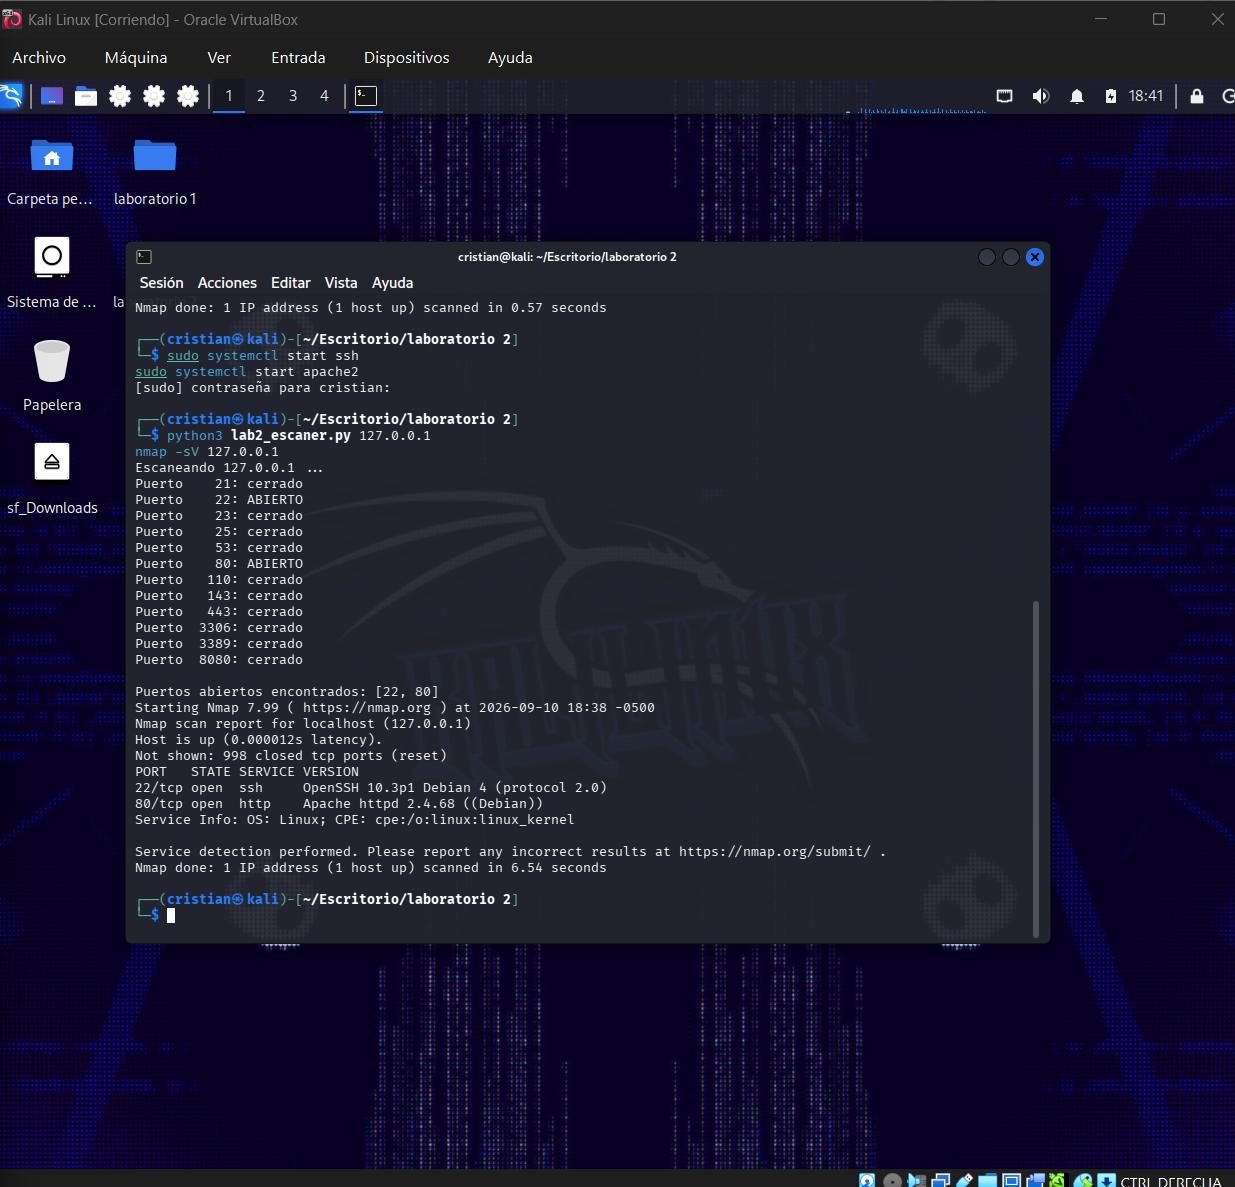 Kali Linux [Corriendo] - Oracle VirtualBox
Archivo Máquina Ver Entrada Dispositivos Ayuda
1 2 3 4 18:41
Carpeta pe... laboratorio 1
Sistema de ...
Papelera
sf_Downloads
cristian@kali: ~/Escritorio/laboratorio 2
Sesión Acciones Editar Vista Ayuda
Nmap done: 1 IP address (1 host up) scanned in 0.57 seconds
┌──(cristian㉿kali)-[~/Escritorio/laboratorio 2]
└─$ sudo systemctl start ssh
sudo systemctl start apache2
[sudo] contraseña para cristian:
┌──(cristian㉿kali)-[~/Escritorio/laboratorio 2]
└─$ python3 lab2_escaner.py 127.0.0.1
nmap -sV 127.0.0.1
Escaneando 127.0.0.1 ...
Puerto    21: cerrado
Puerto    22: ABIERTO
Puerto    23: cerrado
Puerto    25: cerrado
Puerto    53: cerrado
Puerto    80: ABIERTO
Puerto   110: cerrado
Puerto   143: cerrado
Puerto   443: cerrado
Puerto  3306: cerrado
Puerto  3389: cerrado
Puerto  8080: cerrado
Puertos abiertos encontrados: [22, 80]
Starting Nmap 7.99 ( https://nmap.org ) at 2026-09-10 18:38 -0500
Nmap scan report for localhost (127.0.0.1)
Host is up (0.000012s latency).
Not shown: 998 closed tcp ports (reset)
PORT   STATE SERVICE VERSION
22/tcp open  ssh     OpenSSH 10.3p1 Debian 4 (protocol 2.0)
80/tcp open  http    Apache httpd 2.4.68 ((Debian))
Service Info: OS: Linux; CPE: cpe:/o:linux:linux_kernel
Service detection performed. Please report any incorrect results at https://nmap.org/submit/ .
Nmap done: 1 IP address (1 host up) scanned in 6.54 seconds
┌──(cristian㉿kali)-[~/Escritorio/laboratorio 2]
└─$
CTRL DERECHA